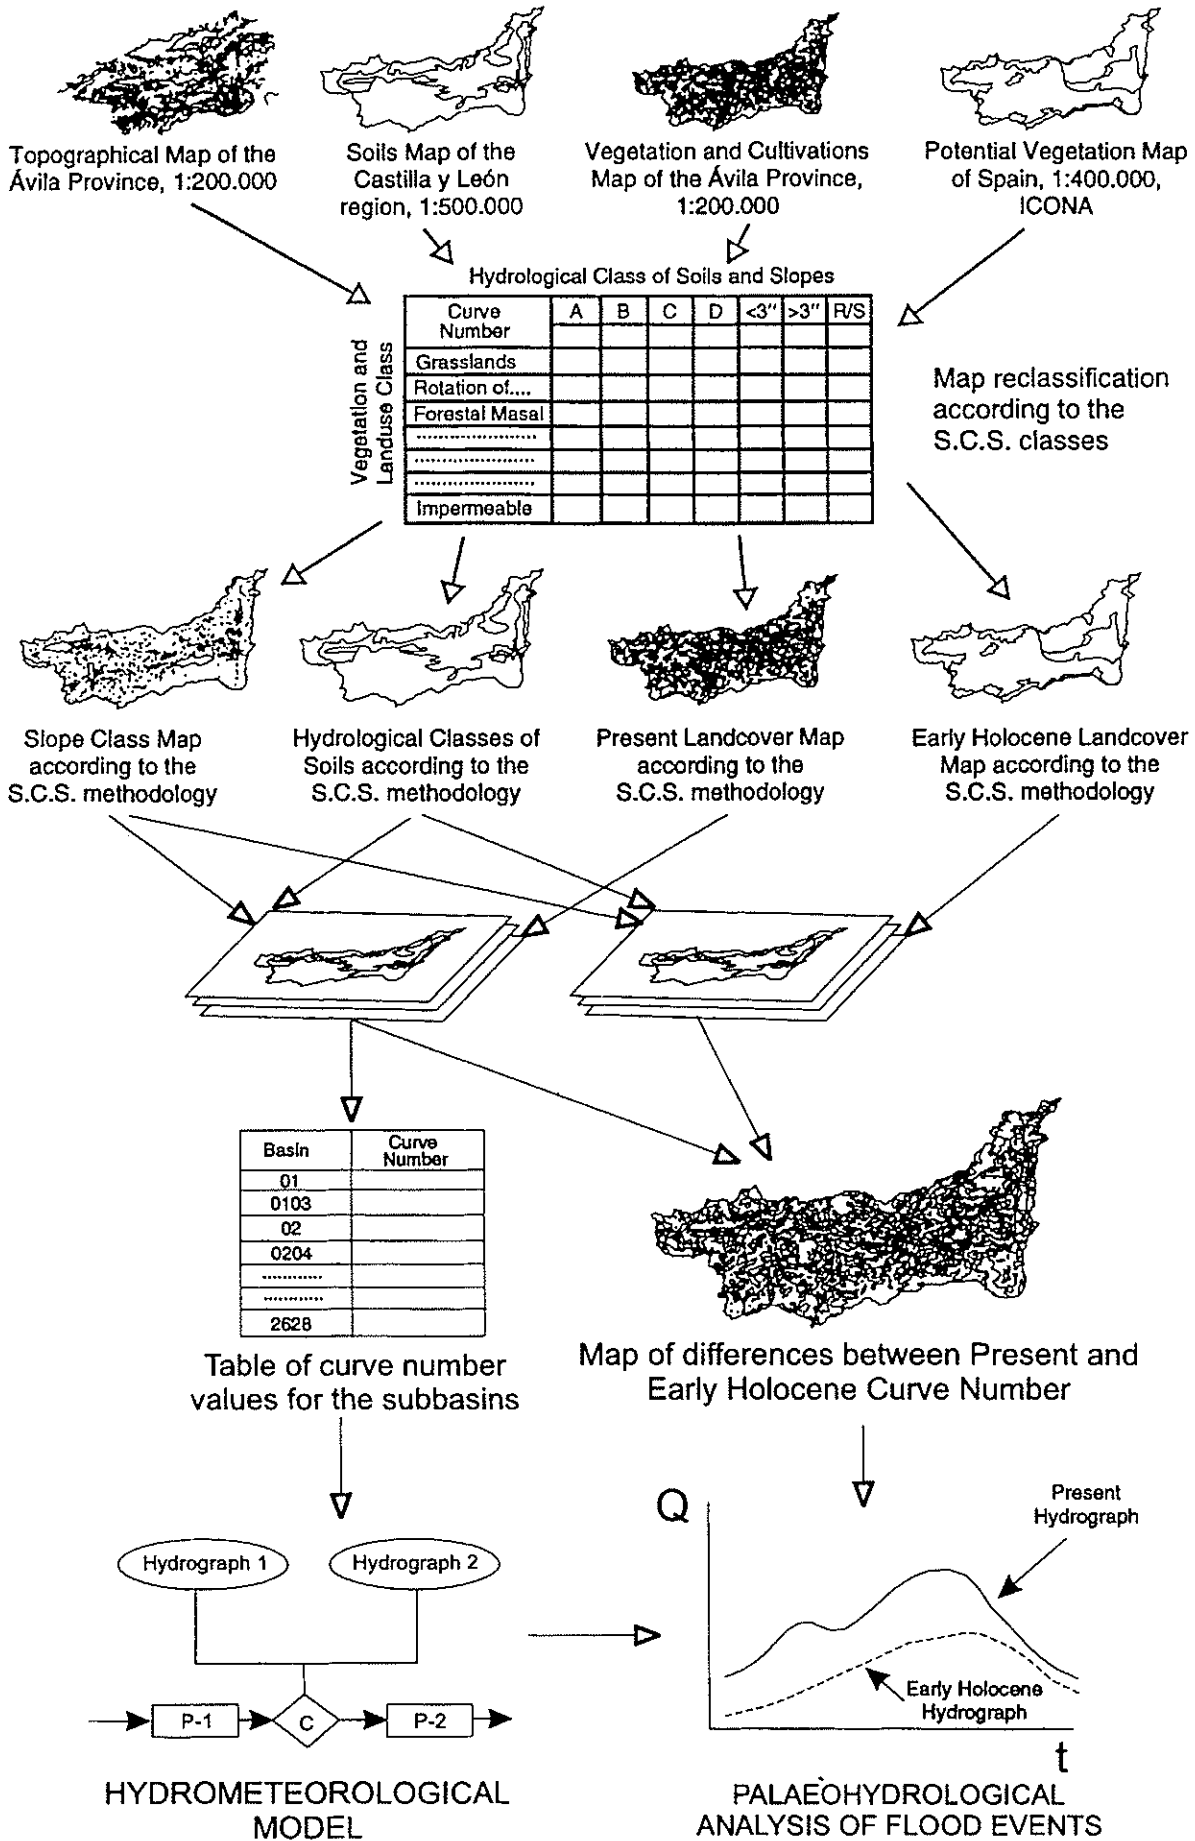 Topographical Map of the
Ávila Province, 1:200.000
Soils Map of the
Castilla y León
region, 1:500.000
Vegetation and Cultivations
Map of the Ávila Province,
1:200.000
Potential Vegetation Map
of Spain, 1:400.000,
ICONA
Hydrological Class of Soils and Slopes
Vegetation and
Landuse Class
Curve
Number
A B C D <3'' >3'' R/S
Grasslands
Rotation of....
Forestal Masal
....................
....................
....................
Impermeable
Map reclassification
according to the
S.C.S. classes
Slope Class Map
according to the
S.C.S. methodology
Hydrological Classes of
Soils according to the
S.C.S. methodology
Present Landcover Map
according to the
S.C.S. methodology
Early Holocene Landcover
Map according to the
S.C.S. methodology
Basin
Curve
Number
01
0103
02
0204
............
............
2628
Table of curve number
values for the subbasins
Map of differences between Present and
Early Holocene Curve Number
Hydrograph 1
Hydrograph 2
P-1
C
P-2
HYDROMETEOROLOGICAL
MODEL
Q
Present
Hydrograph
Early Holocene
Hydrograph
t
PALAEOHYDROLOGICAL
ANALYSIS OF FLOOD EVENTS